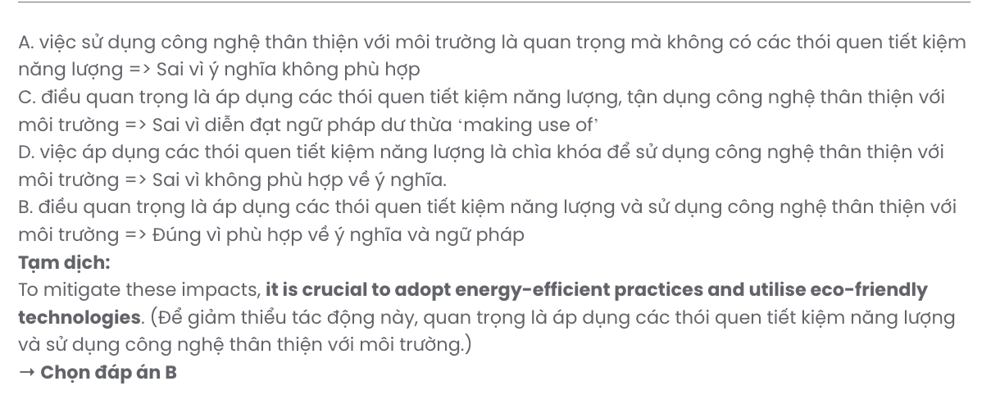 A. việc sử dụng công nghệ thân thiện với môi trường là quan trọng mà không có các thói quen tiết kiệm
năng lượng => Sai vì ý nghĩa không phù hợp
C. điều quan trọng là áp dụng các thói quen tiết kiệm năng lượng, tận dụng công nghệ thân thiện với
môi trường => Sai vì diễn đạt ngữ pháp dư thừa ‘making use of’
D. việc áp dụng các thói quen tiết kiệm năng lượng là chìa khóa để sử dụng công nghệ thân thiện với
môi trường => Sai vì không phù hợp về ý nghĩa.
B. điều quan trọng là áp dụng các thói quen tiết kiệm năng lượng và sử dụng công nghệ thân thiện với
môi trường => Đúng vì phù hợp về ý nghĩa và ngữ pháp
Tạm dịch:
To mitigate these impacts, it is crucial to adopt energy-efficient practices and utilise eco-friendly
technologies. (Để giảm thiểu tác động này, quan trọng là áp dụng các thói quen tiết kiệm năng lượng
và sử dụng công nghệ thân thiện với môi trường.)
→ Chọn đáp án B